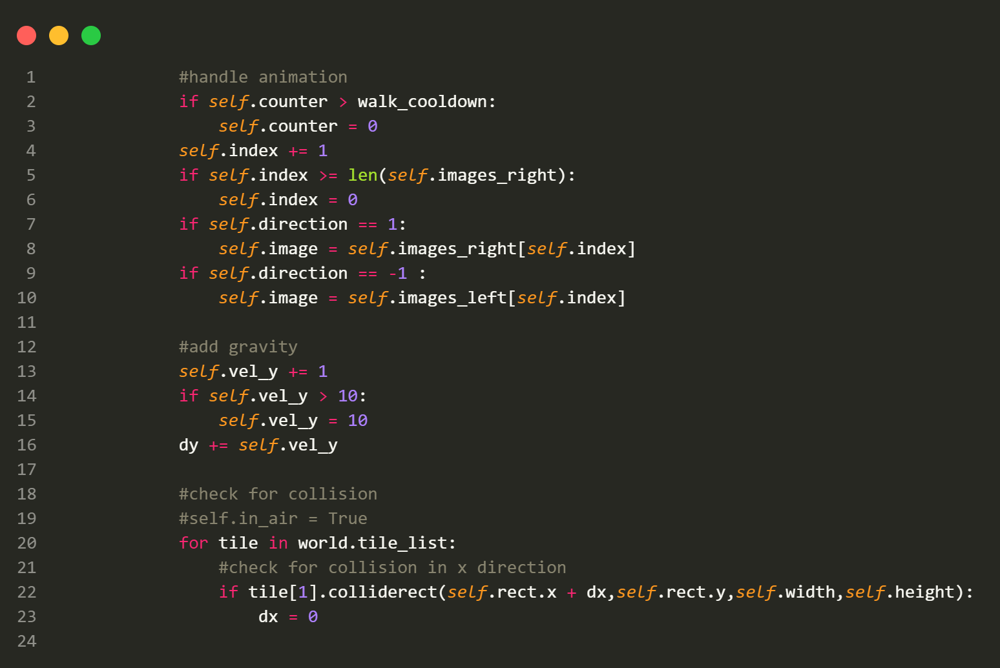 1 #handle animation
2 if self.counter > walk_cooldown:
3 self.counter = 0
4 self.index += 1
5 if self.index >= len(self.images_right):
6 self.index = 0
7 if self.direction == 1:
8 self.image = self.images_right[self.index]
9 if self.direction == -1 :
10 self.image = self.images_left[self.index]
11
12 #add gravity
13 self.vel_y += 1
14 if self.vel_y > 10:
15 self.vel_y = 10
16 dy += self.vel_y
17
18 #check for collision
19 #self.in_air = True
20 for tile in world.tile_list:
21 #check for collision in x direction
22 if tile[1].colliderect(self.rect.x + dx,self.rect.y,self.width,self.height):
23 dx = 0
24